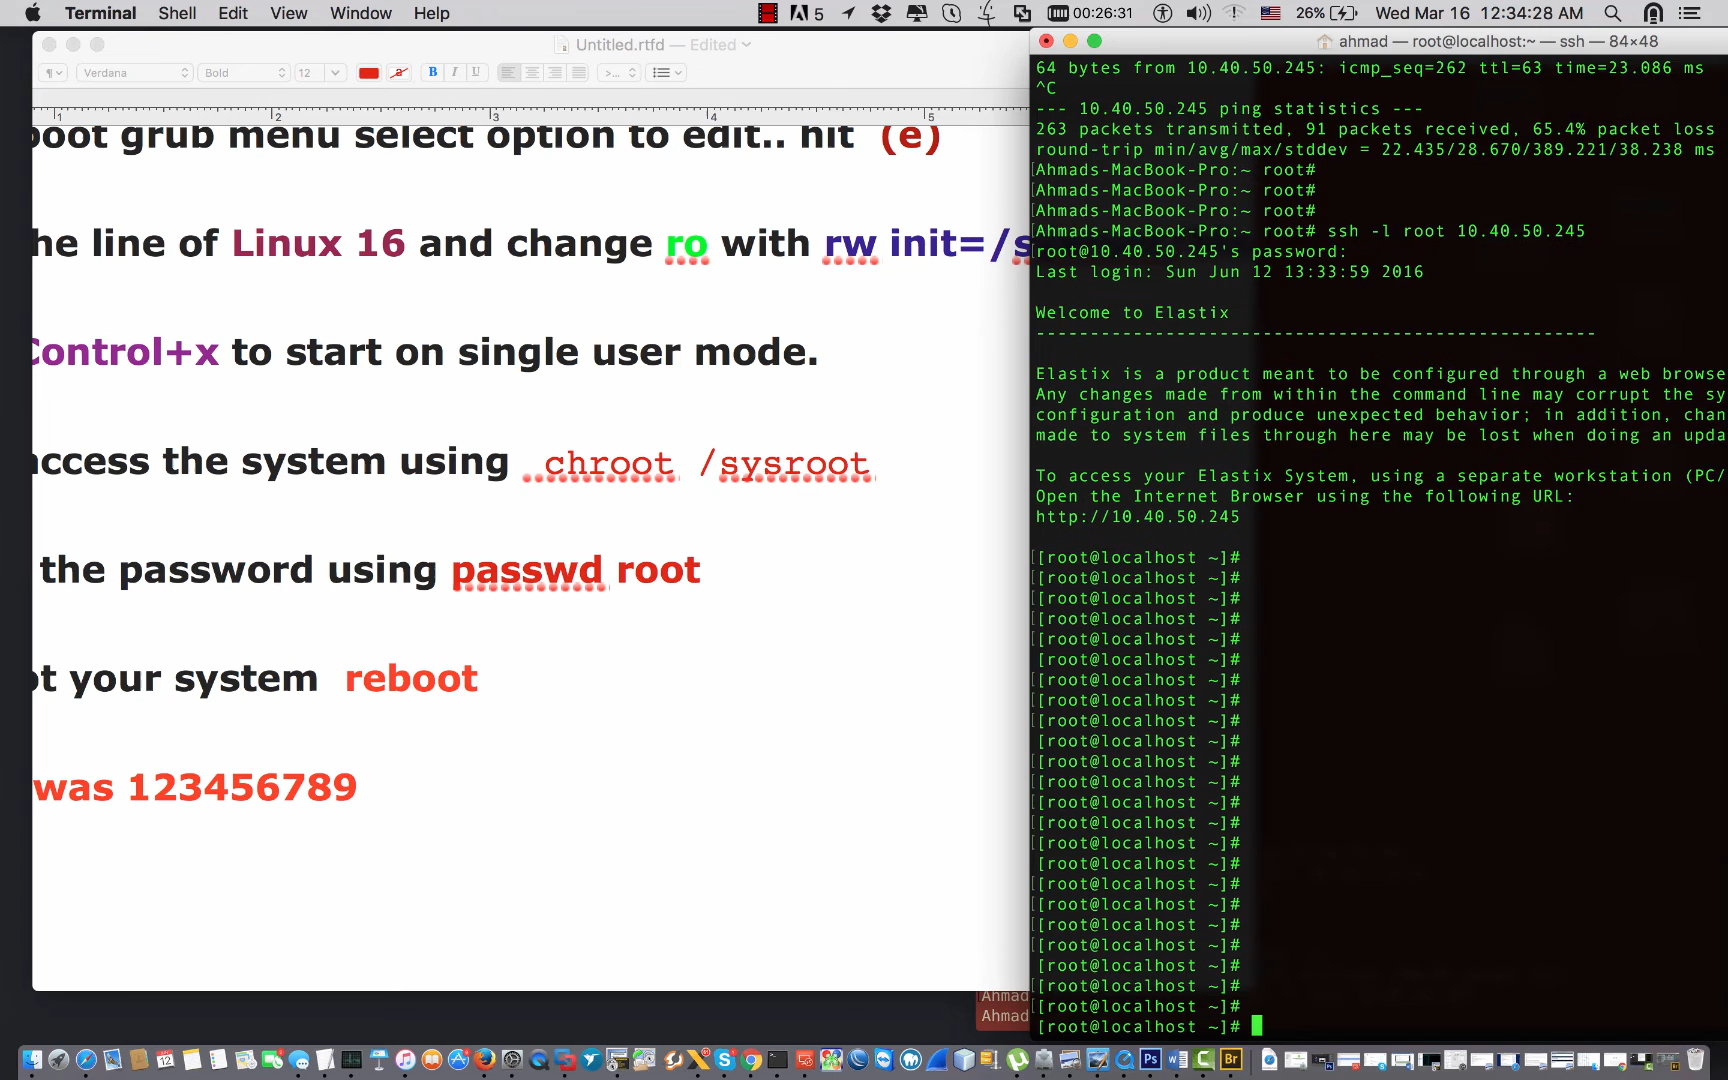 Terminal Shell Edit View Window Help
5 00:26:31 26% Wed Mar 16 12:34:28 AM
Untitled.rtfd — Edited
Verdana Bold 12 B I U
1 2 3 4 5
boot grub menu select option to edit.. hit (e)
he line of Linux 16 and change ro with rw init=/s
Control+x to start on single user mode.
access the system using chroot /sysroot
the password using passwd root
ot your system reboot
was 123456789
Ahmad
Ahmad
ahmad — root@localhost:~ — ssh — 84×48
64 bytes from 10.40.50.245: icmp_seq=262 ttl=63 time=23.086 ms
^C
--- 10.40.50.245 ping statistics ---
263 packets transmitted, 91 packets received, 65.4% packet loss
round-trip min/avg/max/stddev = 22.435/28.670/389.221/38.238 ms
[Ahmads-MacBook-Pro:~ root#
[Ahmads-MacBook-Pro:~ root#
[Ahmads-MacBook-Pro:~ root#
[Ahmads-MacBook-Pro:~ root# ssh -l root 10.40.50.245
[root@10.40.50.245's password:
Last login: Sun Jun 12 13:33:59 2016
Welcome to Elastix
----------------------------------------------------
Elastix is a product meant to be configured through a web browse
Any changes made from within the command line may corrupt the sy
configuration and produce unexpected behavior; in addition, chan
made to system files through here may be lost when doing an upda
To access your Elastix System, using a separate workstation (PC/
Open the Internet Browser using the following URL:
http://10.40.50.245
[[root@localhost ~]#
[[root@localhost ~]#
[[root@localhost ~]#
[[root@localhost ~]#
[[root@localhost ~]#
[root@localhost ~]#
[[root@localhost ~]#
[[root@localhost ~]#
[[root@localhost ~]#
[root@localhost ~]#
[[root@localhost ~]#
[[root@localhost ~]#
[[root@localhost ~]#
[[root@localhost ~]#
[[root@localhost ~]#
[root@localhost ~]#
[[root@localhost ~]#
[[root@localhost ~]#
[[root@localhost ~]#
[[root@localhost ~]#
[root@localhost ~]#
[[root@localhost ~]#
[[root@localhost ~]#
[root@localhost ~]#
Ps Br